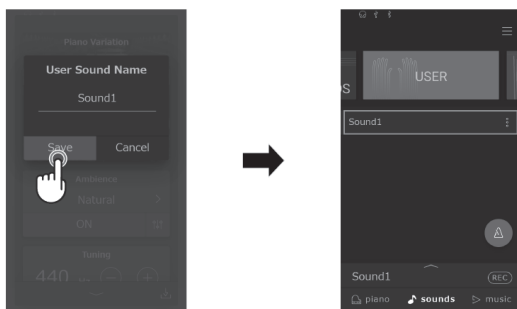 Piano Variation
User Sound Name
Sound1
Save Cancel
Ambience
Natural
ON
Tuning
440
OS
USER
Sound1
Sound1
REC
piano sounds music